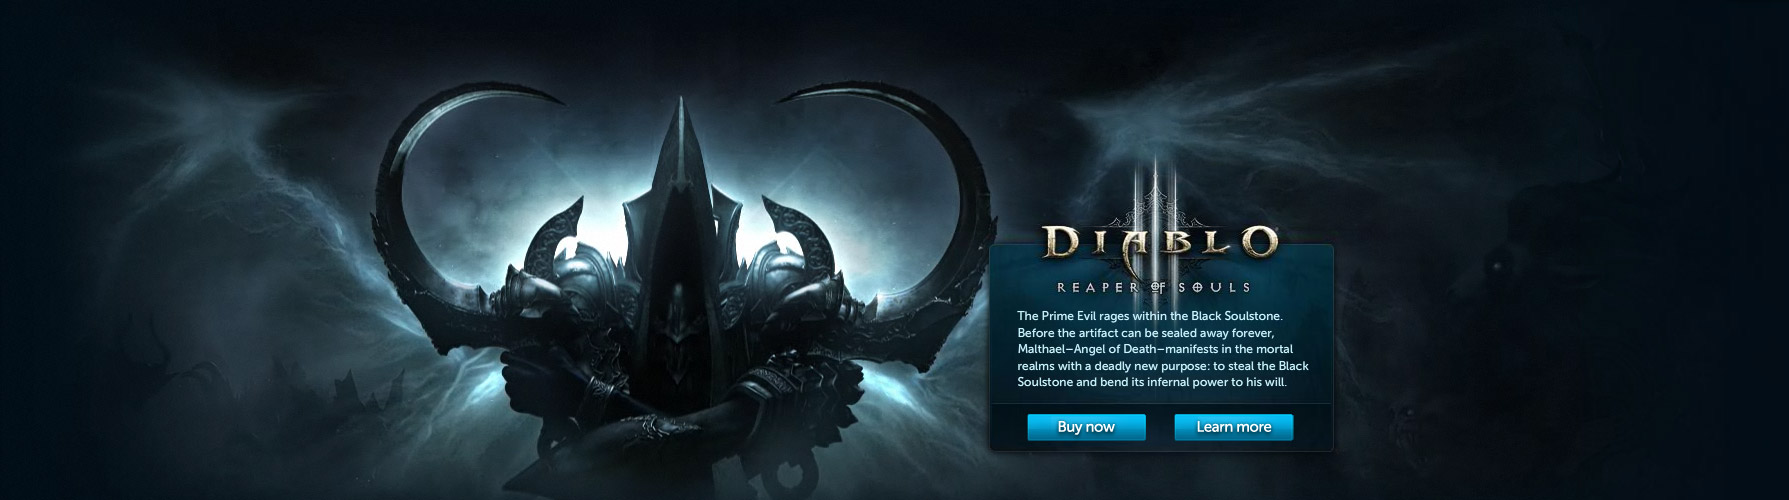 DIABLO
REAPER OF SOULS
The Prime Evil rages within the Black Soulstone.
Before the artifact can be sealed away forever,
Malthael–Angel of Death–manifests in the mortal
realms with a deadly new purpose: to steal the Black
Soulstone and bend its infernal power to his will.
Buy now
Learn more